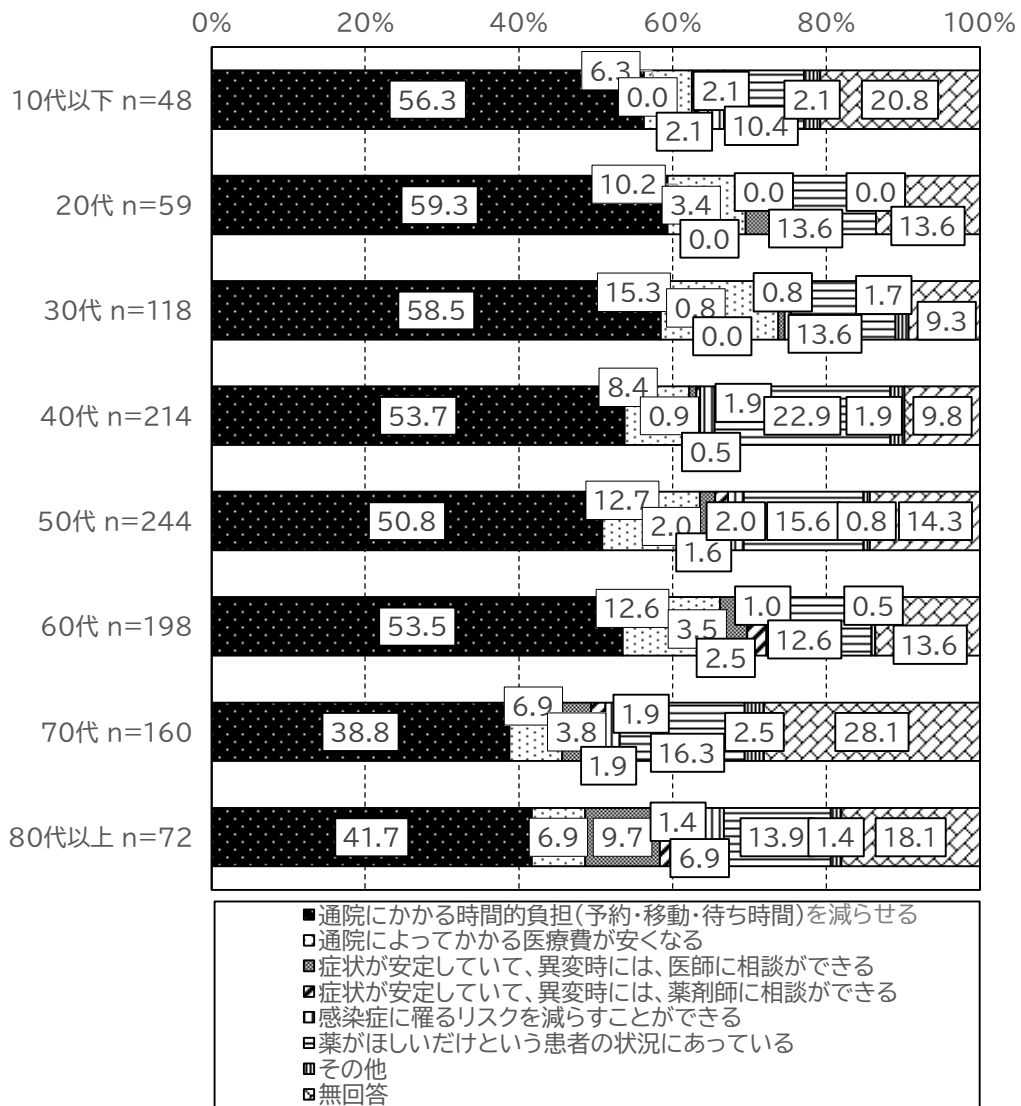 0% 20% 40% 60% 80% 100%
10代以下 n=48 56.3 6.3 0.0 2.1 2.1 10.4 2.1 20.8
20代 n=59 59.3 10.2 3.4 0.0 0.0 13.6 0.0 13.6
30代 n=118 58.5 15.3 0.8 0.0 0.8 13.6 1.7 9.3
40代 n=214 53.7 8.4 0.9 0.5 1.9 22.9 1.9 9.8
50代 n=244 50.8 12.7 2.0 1.6 2.0 15.6 0.8 14.3
60代 n=198 53.5 12.6 3.5 2.5 1.0 12.6 0.5 13.6
70代 n=160 38.8 6.9 3.8 1.9 1.9 16.3 2.5 28.1
80代以上 n=72 41.7 6.9 9.7 1.4 6.9 13.9 1.4 18.1
通院にかかる時間的負担(予約・移動・待ち時間)を減らせる
通院によってかかる医療費が安くなる
症状が安定していて、異変時には、医師に相談ができる
症状が安定していて、異変時には、薬剤師に相談ができる
感染症に罹るリスクを減らすことができる
薬がほしいだけという患者の状況にあっている
その他
無回答